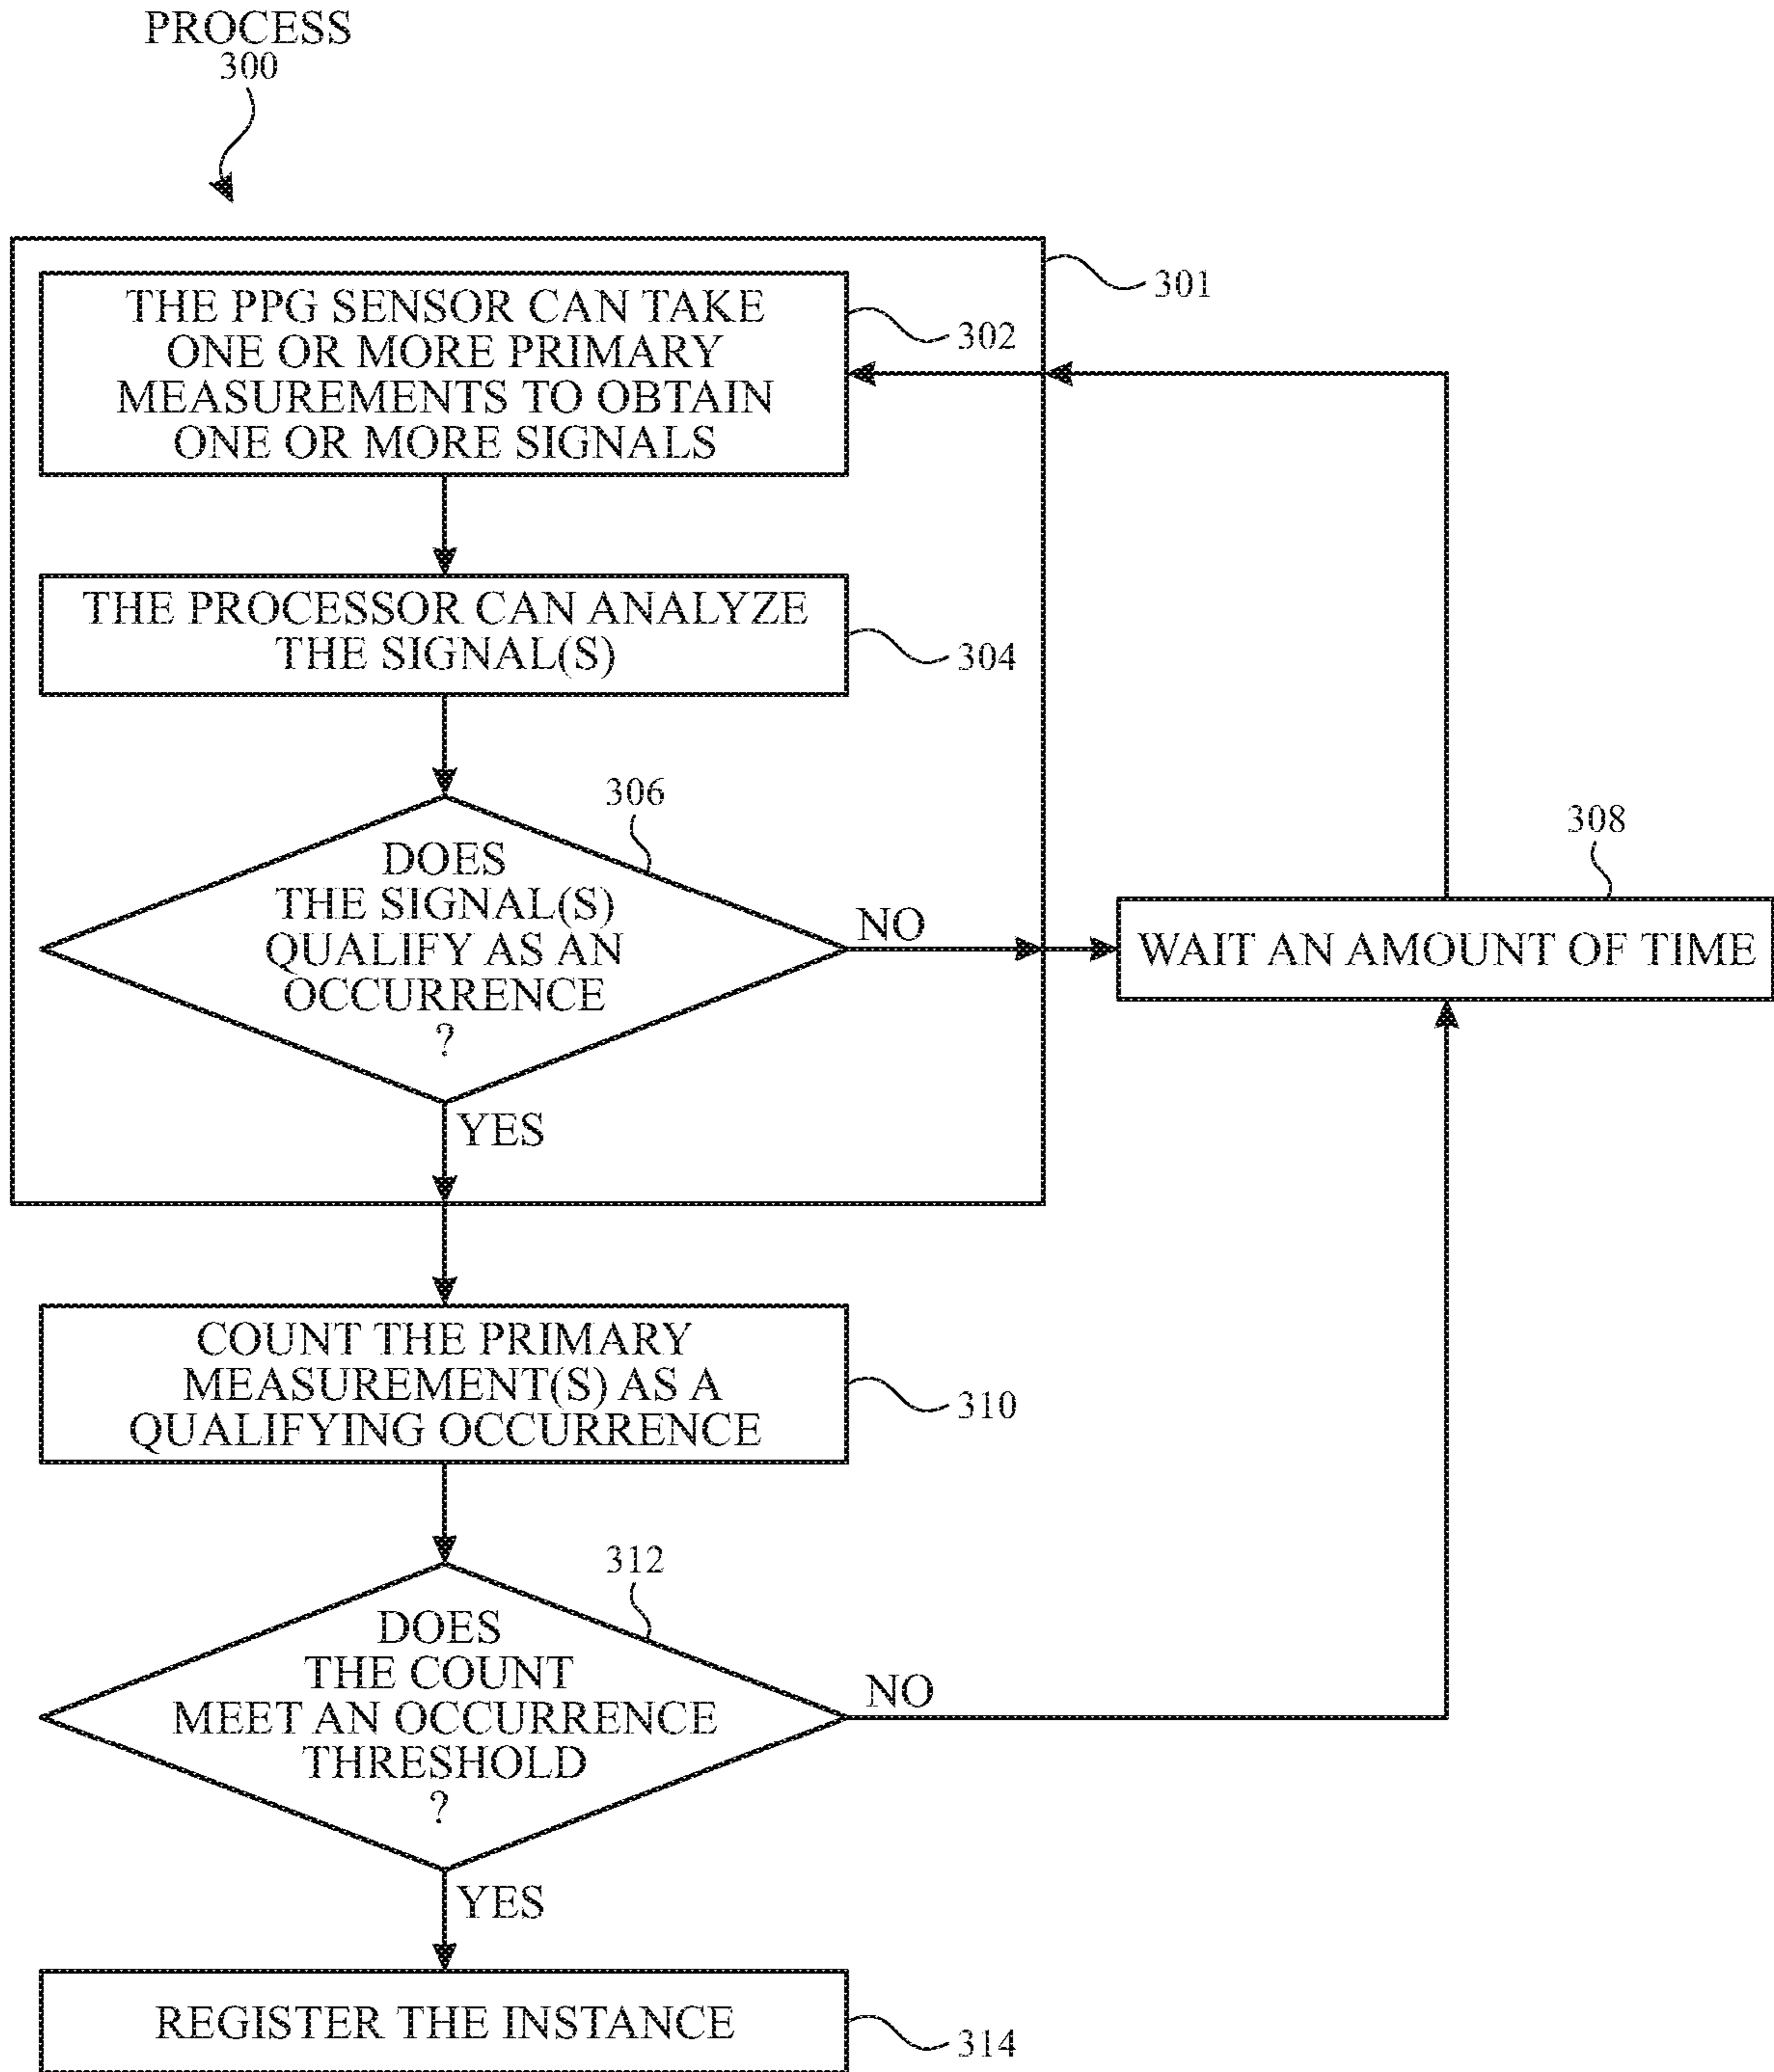 PROCESS
300
301
THE PPG SENSOR CAN TAKE
ONE OR MORE PRIMARY
MEASUREMENTS TO OBTAIN
ONE OR MORE SIGNALS
302
THE PROCESSOR CAN ANALYZE
THE SIGNAL(S)
304
306
DOES
THE SIGNAL(S)
QUALIFY AS AN
OCCURRENCE
?
NO
YES
308
WAIT AN AMOUNT OF TIME
COUNT THE PRIMARY
MEASUREMENT(S) AS A
QUALIFYING OCCURRENCE
310
312
DOES
THE COUNT
MEET AN OCCURRENCE
THRESHOLD
?
NO
YES
REGISTER THE INSTANCE
314